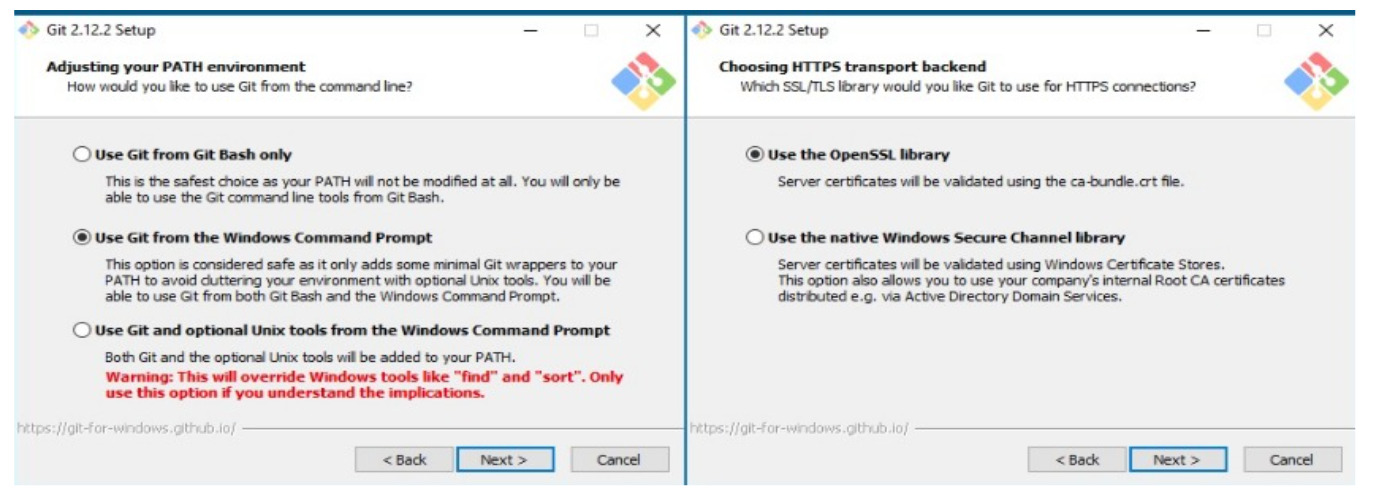 Git 2.12.2 Setup
Adjusting your PATH environment
How would you like to use Git from the command line?
Use Git from Git Bash only
This is the safest choice as your PATH will not be modified at all. You will only be
able to use the Git command line tools from Git Bash.
Use Git from the Windows Command Prompt
This option is considered safe as it only adds some minimal Git wrappers to your
PATH to avoid cluttering your environment with optional Unix tools. You will be
able to use Git from both Git Bash and the Windows Command Prompt.
Use Git and optional Unix tools from the Windows Command Prompt
Both Git and the optional Unix tools will be added to your PATH.
Warning: This will override Windows tools like "find" and "sort". Only
use this option if you understand the implications.
https://git-for-windows.github.io/
< Back Next > Cancel
Git 2.12.2 Setup
Choosing HTTPS transport backend
Which SSL/TLS library would you like Git to use for HTTPS connections?
Use the OpenSSL library
Server certificates will be validated using the ca-bundle.crt file.
Use the native Windows Secure Channel library
Server certificates will be validated using Windows Certificate Stores.
This option also allows you to use your company's internal Root CA certificates
distributed e.g. via Active Directory Domain Services.
https://git-for-windows.github.io/
< Back Next > Cancel